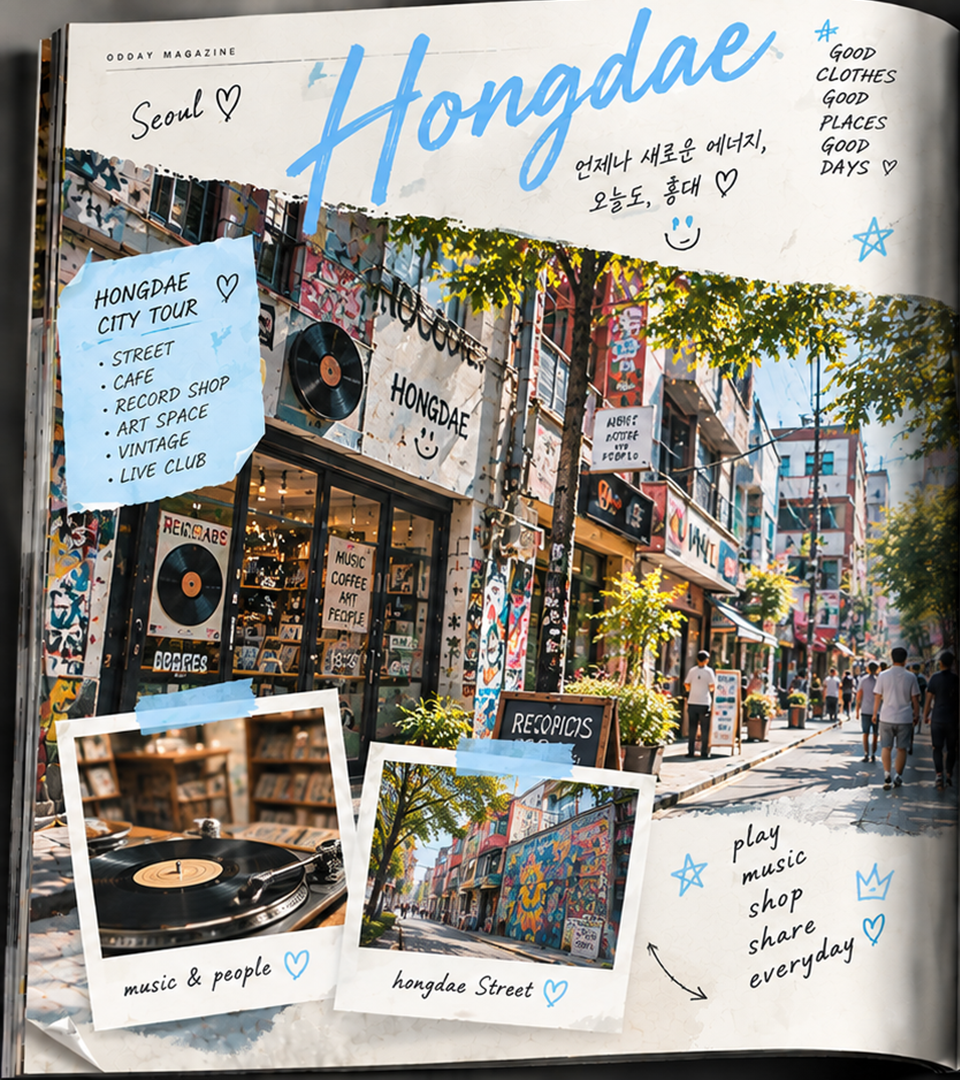 ODDAY MAGAZINE
Seoul
Hongdae
언제나 새로운 에너지,
오늘도, 홍대
GOOD
CLOTHES
GOOD
PLACES
GOOD
DAYS
HONGDAE
CITY TOUR
• STREET
• CAFE
• RECORD SHOP
• ART SPACE
• VINTAGE
• LIVE CLUB
HONGDAE
MUSIC
COFFEE
ART
PEOPLE
music & people
hongdae Street
play
music
shop
share
everyday